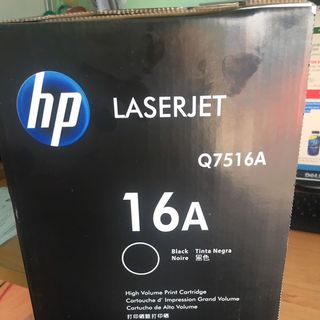 hp
LASERJET
Q7516A
16A
Black Tinta Negra
Noire 黑色
High Volume Print Cartridge
Cartouche d' Impression Grand Volume
Cartucho de Alto Volumen